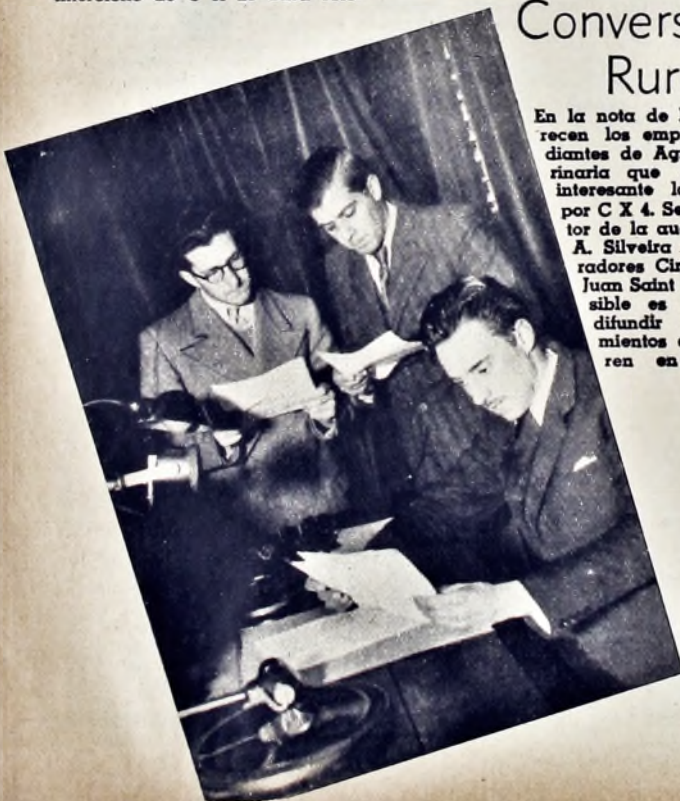 Convers
Rur
En la nota de
recen los emp
diantes de Ag
rinaria que
interesante l
por C X 4. Se
tor de la au
A. Silveira
radores Cir
Juan Saint
sible es
difundir
mientos
ren en